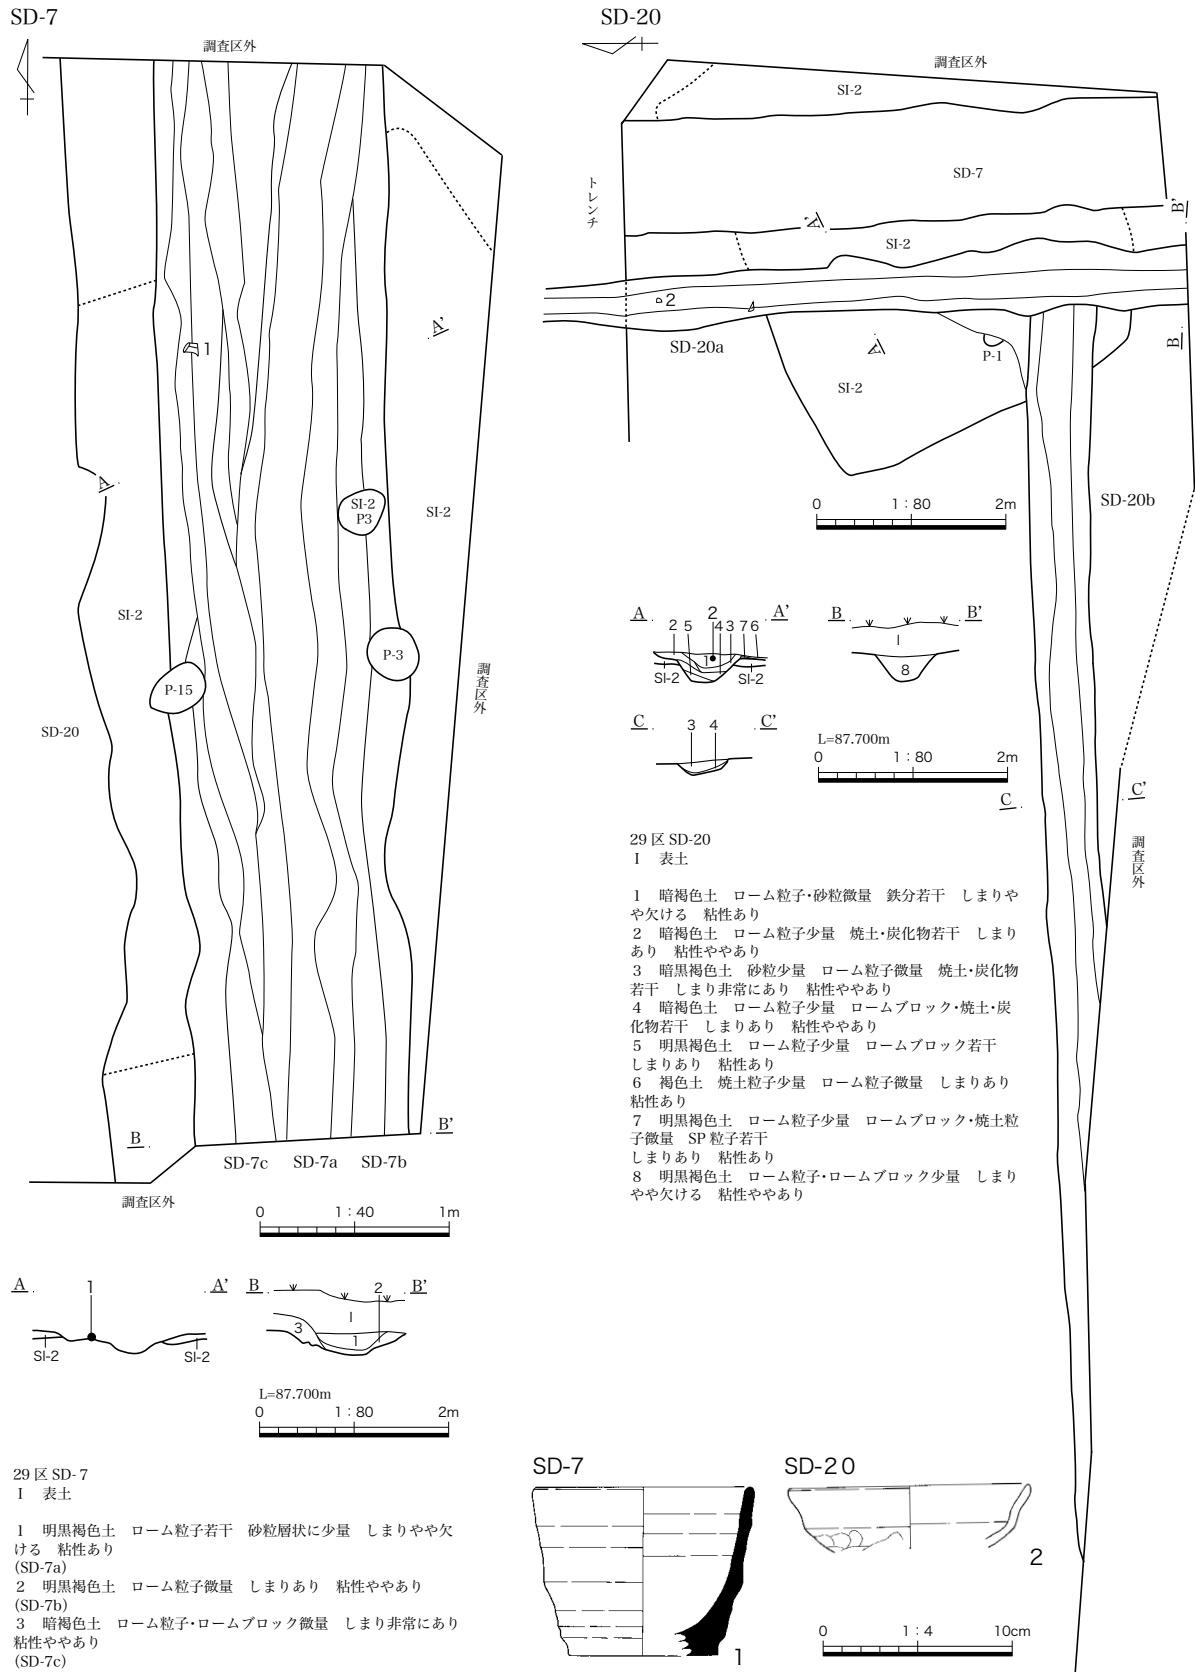 SD-7
調査区外
1
A
A’
SI-2
P3
SI-2
SI-2
P-3
P-15
SD-20
調査区外
B
B’
SD-7c
SD-7a
SD-7b
調査区外
0
1：40
1m
A
1
A’
SI-2
SI-2
B
2
B’
I
3
1
L=87.700m
0
1：80
2m
29 区 SD- 7
Ⅰ　表土
1　明黒褐色土　ローム粒子若干　砂粒層状に少量　しまりやや欠
ける　粘性あり
(SD-7a)
2　明黒褐色土　ローム粒子微量　しまりあり　粘性ややあり
(SD-7b)
3　暗褐色土　ローム粒子・ロームブロック微量　しまり非常にあり
粘性ややあり
(SD-7c)
SD-20
調査区外
SI-2
トレンチ
SD-7
B’
A’
SI-2
2
SD-20a
A
P-1
B
SI-2
0
1：80
2m
SD-20b
A
2
A’
2 5 4 3 7 6
1
SI-2
SI-2
B
B’
I
8
C
3 4
C’
L=87.700m
0
1：80
2m
C
C’
調査区外
29 区 SD-20
Ⅰ　表土
1　暗褐色土　ローム粒子・砂粒微量　鉄分若干　しまりや
や欠ける　粘性あり
2　暗褐色土　ローム粒子少量　焼土・炭化物若干　しまり
あり　粘性ややあり
3　暗黒褐色土　砂粒少量　ローム粒子微量　焼土・炭化物
若干　しまり非常にあり　粘性ややあり
4　暗褐色土　ローム粒子少量　ロームブロック・焼土・炭
化物若干　しまりあり　粘性ややあり
5　明黒褐色土　ローム粒子少量　ロームブロック若干
しまりあり　粘性あり
6　褐色土　焼土粒子少量　ローム粒子微量　しまりあり
粘性あり
7　明黒褐色土　ローム粒子少量　ロームブロック・焼土粒
子微量　SP 粒子若干
しまりあり　粘性あり
8　明黒褐色土　ローム粒子・ロームブロック少量　しまり
やや欠ける　粘性ややあり
SD-7
1
SD-20
2
0
1：4
10cm